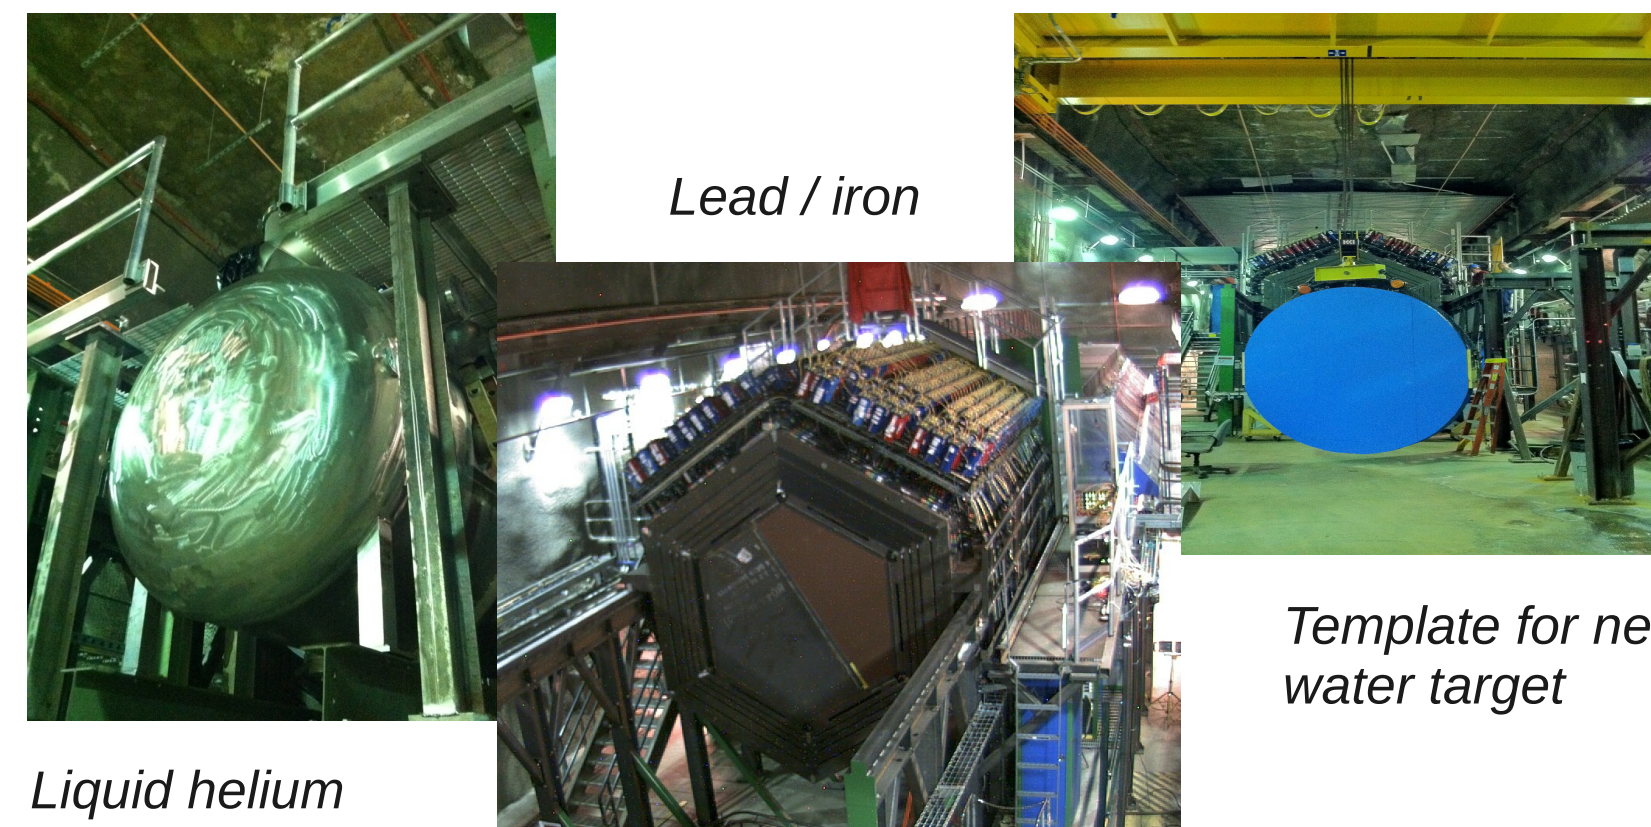 Lead / iron
Template for ne
water target
Liquid helium